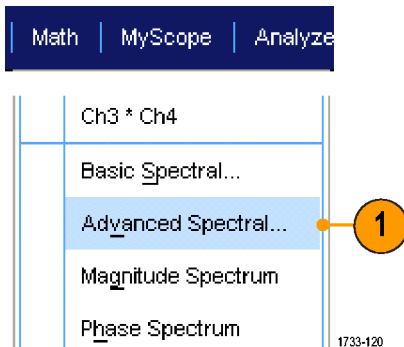 Math | MyScope | Analyze
Ch3 * Ch4
Basic Spectral...
Advanced Spectral...
1
Magnitude Spectrum
Phase Spectrum
1733-120